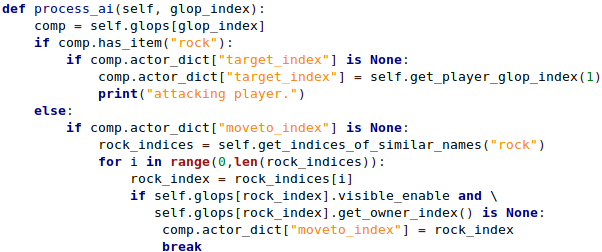 def process_ai(self, glop_index):
    comp = self.glops[glop_index]
    if comp.has_item("rock"):
        if comp.actor_dict["target_index"] is None:
            comp.actor_dict["target_index"] = self.get_player_glop_index(1)
            print("attacking player.")
    else:
        if comp.actor_dict["moveto_index"] is None:
            rock_indices = self.get_indices_of_similar_names("rock")
            for i in range(0,len(rock_indices)):
                rock_index = rock_indices[i]
                if self.glops[rock_index].visible_enable and \
                   self.glops[rock_index].get_owner_index() is None:
                    comp.actor_dict["moveto_index"] = rock_index
                    break